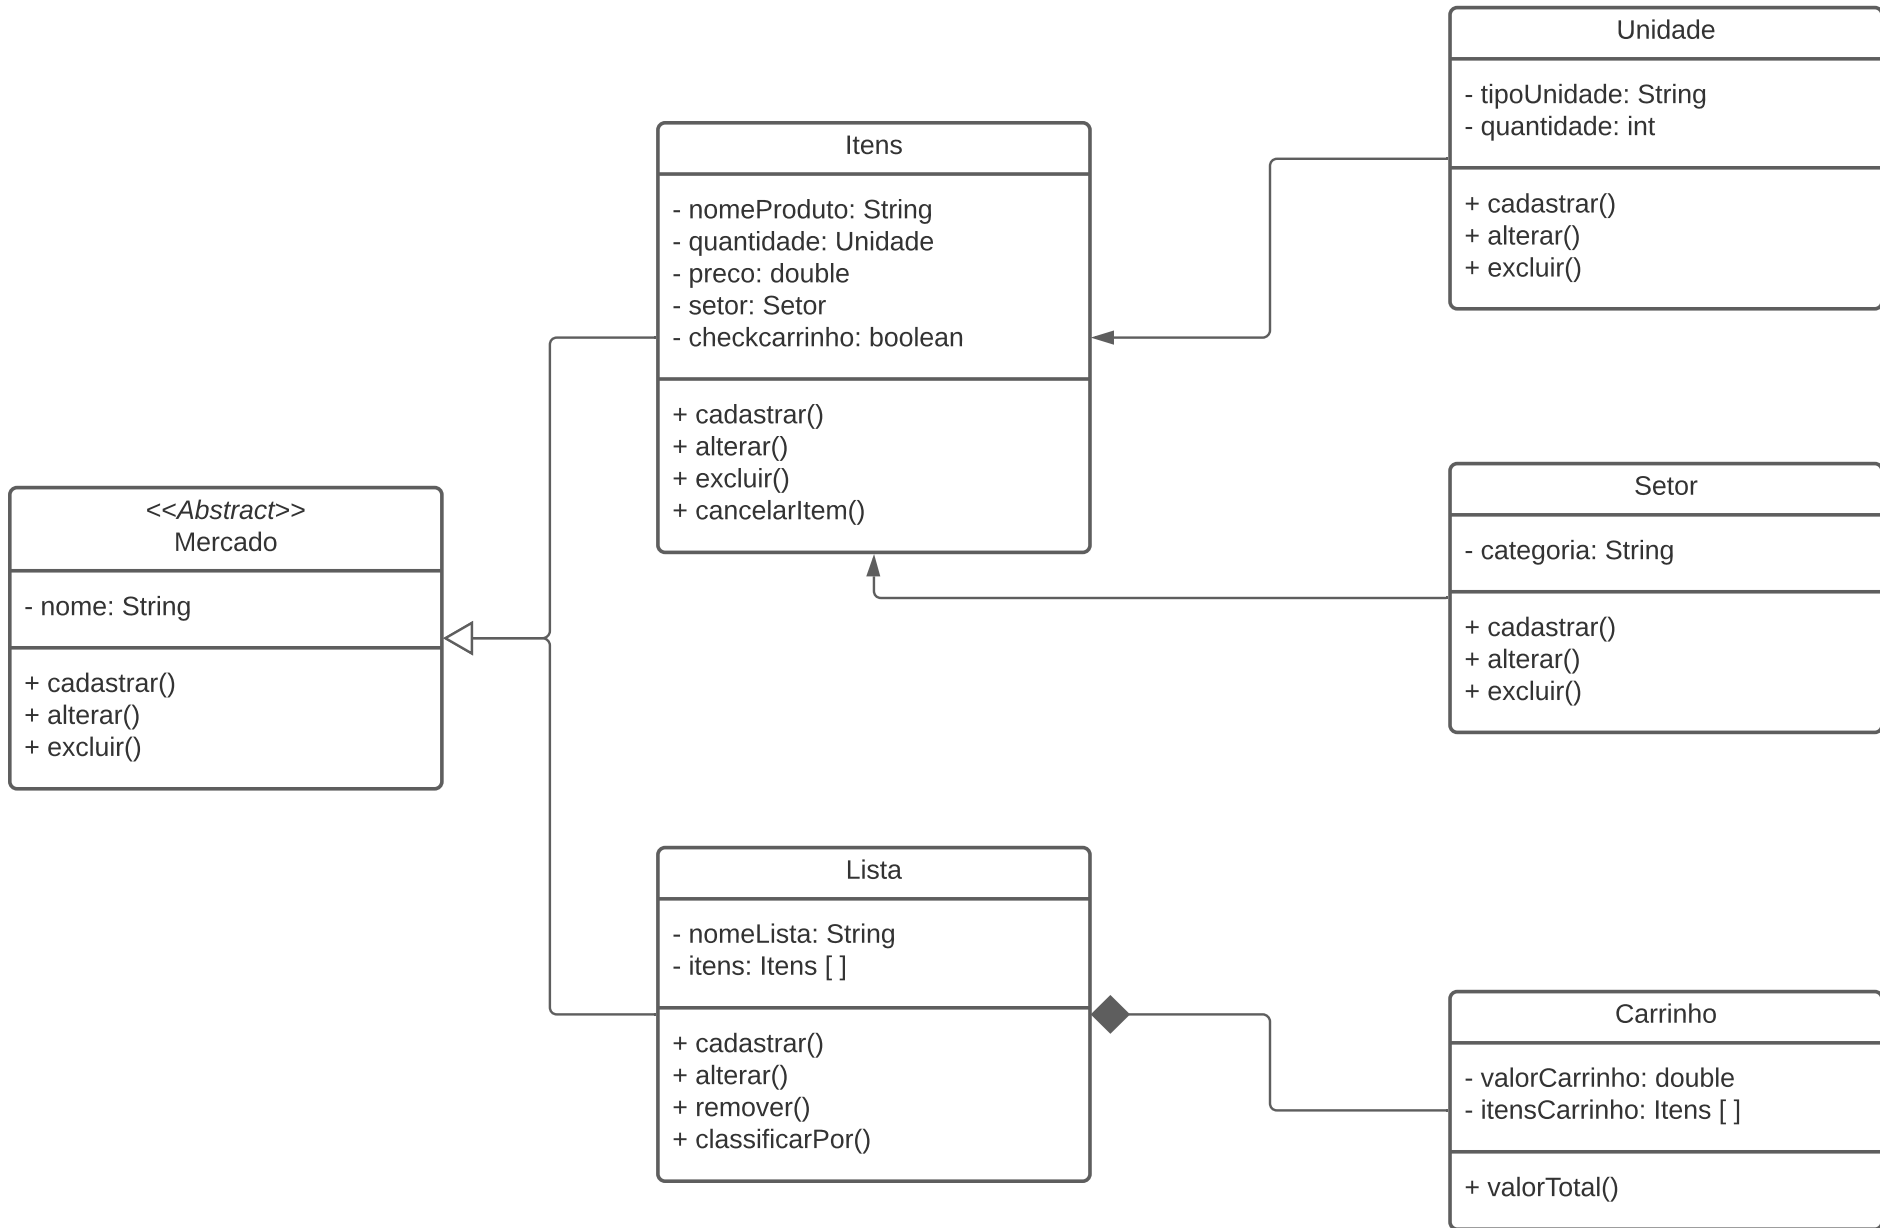 Unidade
- tipoUnidade: String
- quantidade: int
+ cadastrar()
+ alterar()
+ excluir()
Itens
- nomeProduto: String
- quantidade: Unidade
- preco: double
- setor: Setor
- checkcarrinho: boolean
+ cadastrar()
+ alterar()
+ excluir()
+ cancelarItem()
Setor
- categoria: String
+ cadastrar()
+ alterar()
+ excluir()
<<Abstract>>
Mercado
- nome: String
+ cadastrar()
+ alterar()
+ excluir()
Lista
- nomeLista: String
- itens: Itens [ ]
+ cadastrar()
+ alterar()
+ remover()
+ classificarPor()
Carrinho
- valorCarrinho: double
- itensCarrinho: Itens [ ]
+ valorTotal()